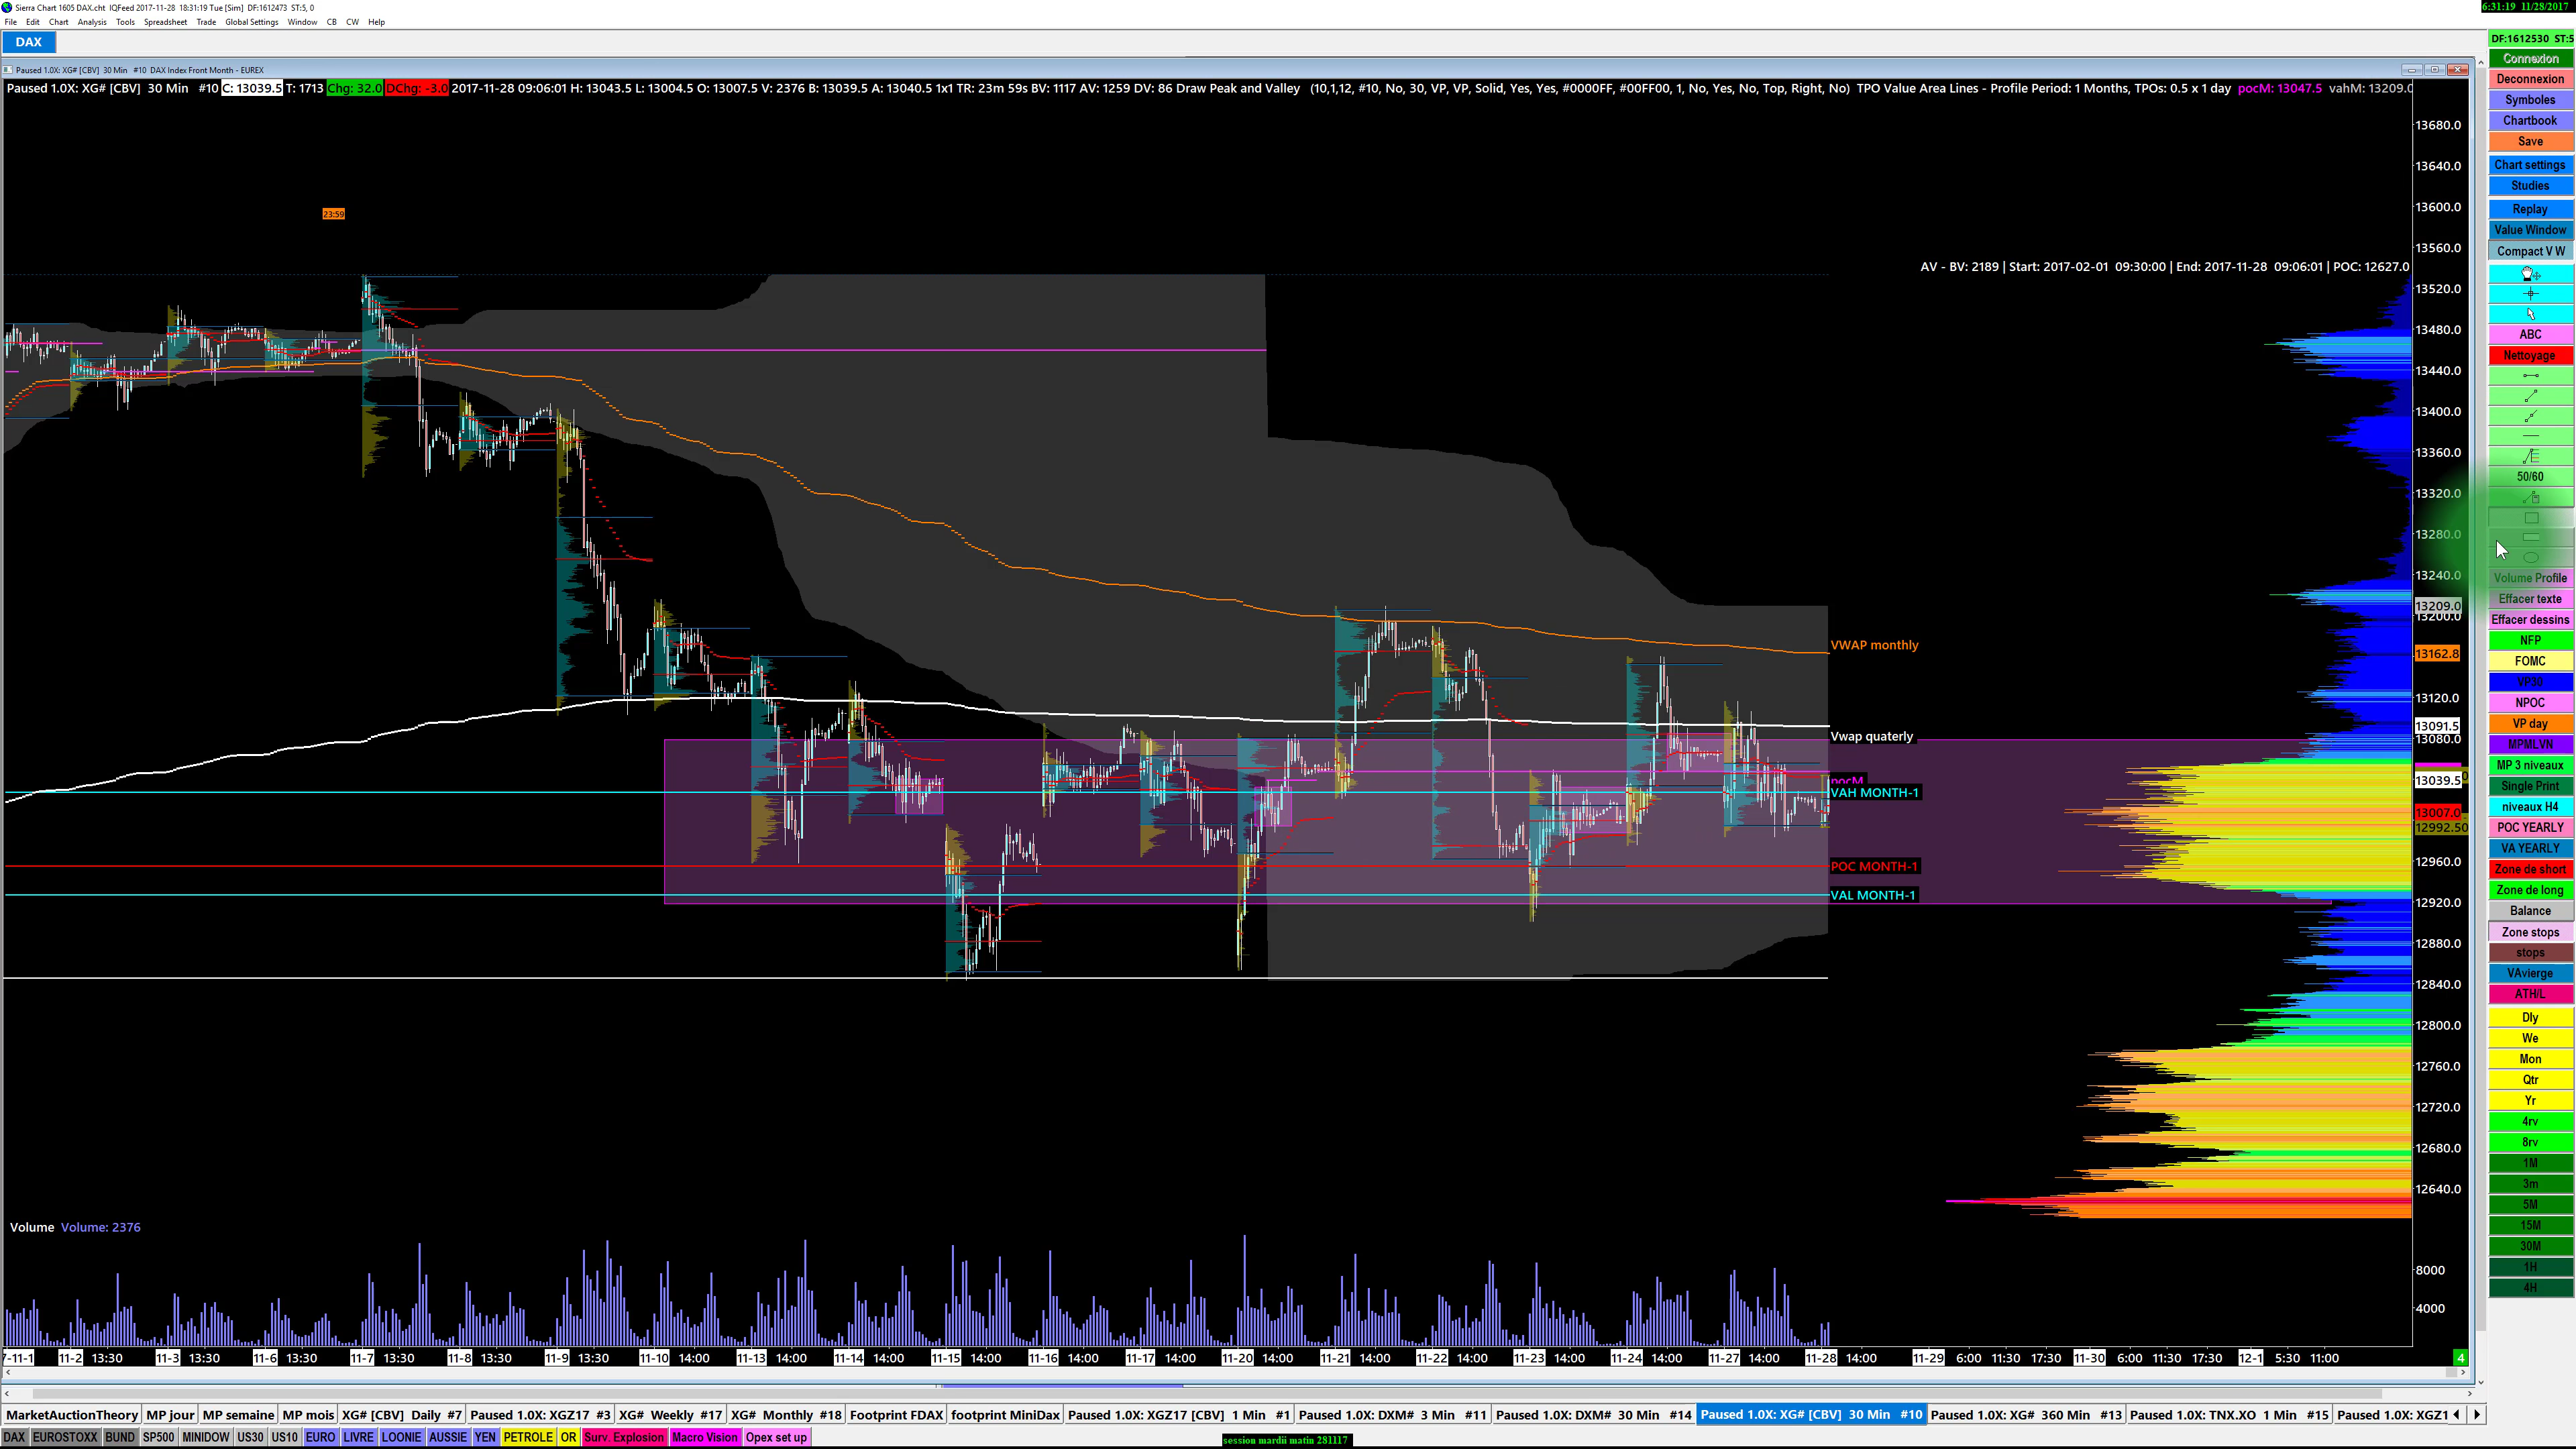 Sierra Chart 1605 DAX.cht  IQFeed 2017-11-28  18:31:19 Tue [Sim]  DF:1612473  ST:5, 0
6:31:19  11/28/2017
File  Edit  Chart  Analysis  Tools  Spreadsheet  Trade  Global Settings  Window  CB  CW  Help
DAX
Paused 1.0X: XG# [CBV]  30 Min   #10  DAX Index Front Month - EUREX
Paused 1.0X: XG# [CBV]  30 Min   #10 C: 13039.5 T: 1713 Chg: 32.0 DChg: -3.0 2017-11-28 09:06:01 H: 13043.5 L: 13004.5 O: 13007.5 V: 2376 B: 13039.5 A: 13040.5 1x1 TR: 23m  59s BV: 1117 AV: 1259 DV: 86 Draw Peak and Valley   (10,1,12, #10, No, 30, VP, VP, Solid, Yes, Yes, #0000FF, #00FF00, 1, No, Yes, No, Top, Right, No)  TPO Value Area Lines - Profile Period: 1 Months, TPOs: 0.5 x 1 day  pocM: 13047.5  vahM: 13209.0
23:59
AV - BV: 2189 | Start: 2017-02-01  09:30:00 | End: 2017-11-28  09:06:01 | POC: 12627.0
VWAP monthly
Vwap quaterly
pocM
VAH MONTH-1
POC MONTH-1
VAL MONTH-1
13680.0
13640.0
13600.0
13560.0
13520.0
13480.0
13440.0
13400.0
13360.0
13320.0
13280.0
13240.0
13209.0
13200.0
13162.8
13120.0
13091.5
13080.0
13039.5
13007.0
12992.50
12960.0
12920.0
12880.0
12840.0
12800.0
12760.0
12720.0
12680.0
12640.0
8000
4000
Volume  Volume: 2376
7-11-1  11-2  13:30  11-3  13:30  11-6  13:30  11-7  13:30  11-8  13:30  11-9  13:30  11-10  14:00  11-13  14:00  11-14  14:00  11-15  14:00  11-16  14:00  11-17  14:00  11-20  14:00  11-21  14:00  11-22  14:00  11-23  14:00  11-24  14:00  11-27  14:00  11-28  14:00  11-29  6:00  11:30  17:30  11-30  6:00  11:30  17:30  12-1  5:30  11:00  4
DF:1612530  ST:5
Connexion
Deconnexion
Symboles
Chartbook
Save
Chart settings
Studies
Replay
Value Window
Compact V W
ABC
Nettoyage
50/60
Volume Profile
Effacer texte
Effacer dessins
NFP
FOMC
VP30
NPOC
VP day
MPMLVN
MP 3 niveaux
Single Print
niveaux H4
POC YEARLY
VA YEARLY
Zone de short
Zone de long
Balance
Zone stops
stops
VAvierge
ATH/L
Dly
We
Mon
Qtr
Yr
4rv
8rv
1M
3m
5M
15M
30M
1H
4H
MarketAuctionTheory  MP jour  MP semaine  MP mois  XG# [CBV]  Daily  #7  Paused 1.0X: XGZ17  #3  XG#  Weekly  #17  XG#  Monthly  #18  Footprint FDAX  footprint MiniDax  Paused 1.0X: XGZ17 [CBV]  1 Min  #1  Paused 1.0X: DXM#  3 Min  #11  Paused 1.0X: DXM#  30 Min  #14  Paused 1.0X: XG# [CBV]  30 Min  #10  Paused 1.0X: XG#  360 Min  #13  Paused 1.0X: TNX.XO  1 Min  #15  Paused 1.0X: XGZ1
DAX  EUROSTOXX  BUND  SP500  MINIDOW  US30  US10  EURO  LIVRE  LOONIE  AUSSIE  YEN  PETROLE  OR  Surv. Explosion  Macro Vision  Opex set up
session mardii matin 281117